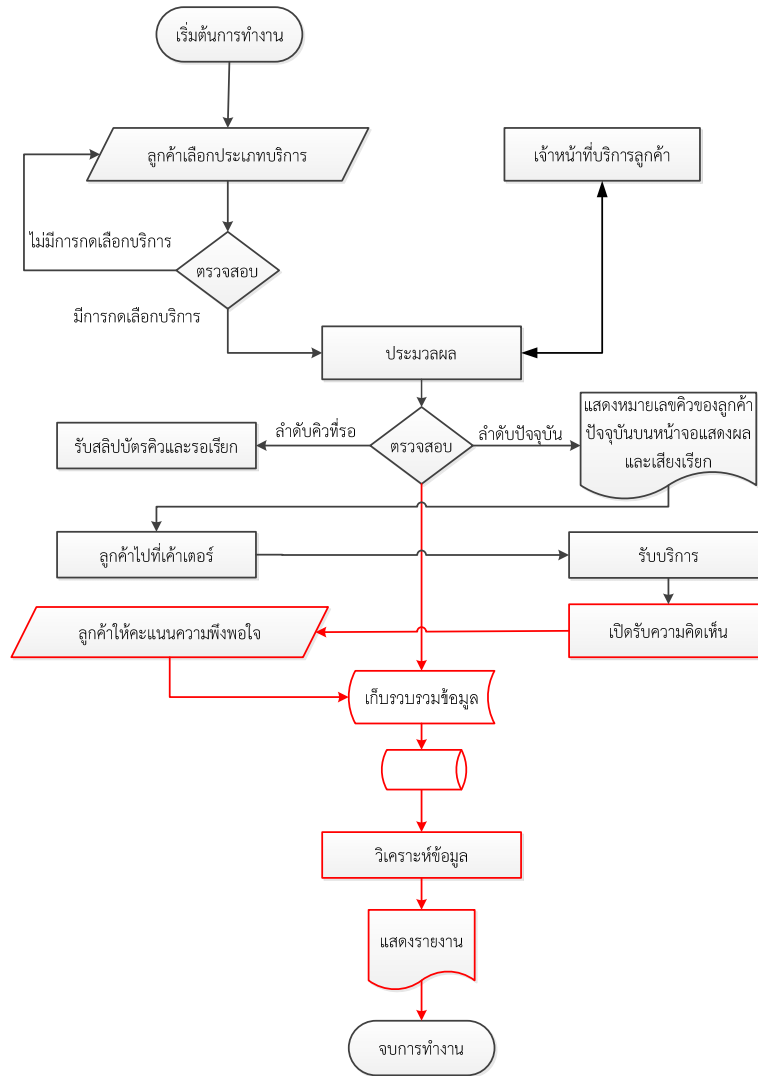 เริ่มต้นการทำงาน
ลูกค้าเลือกประเภทบริการ
เจ้าหน้าที่บริการลูกค้า
ไม่มีการกดเลือกบริการ
ตรวจสอบ
มีการกดเลือกบริการ
ประมวลผล
แสดงหมายเลขคิวของลูกค้า
ปัจจุบันบนหน้าจอแสดงผล
และเสียงเรียก
รับสลิปบัตรคิวและรอเรียก
ลำดับคิวที่รอ
ตรวจสอบ
ลำดับปัจจุบัน
ลูกค้าไปที่เค้าเตอร์
รับบริการ
ลูกค้าให้คะแนนความพึงพอใจ
เปิดรับความคิดเห็น
เก็บรวบรวมข้อมูล
วิเคราะห์ข้อมูล
แสดงรายงาน
จบการทำงาน